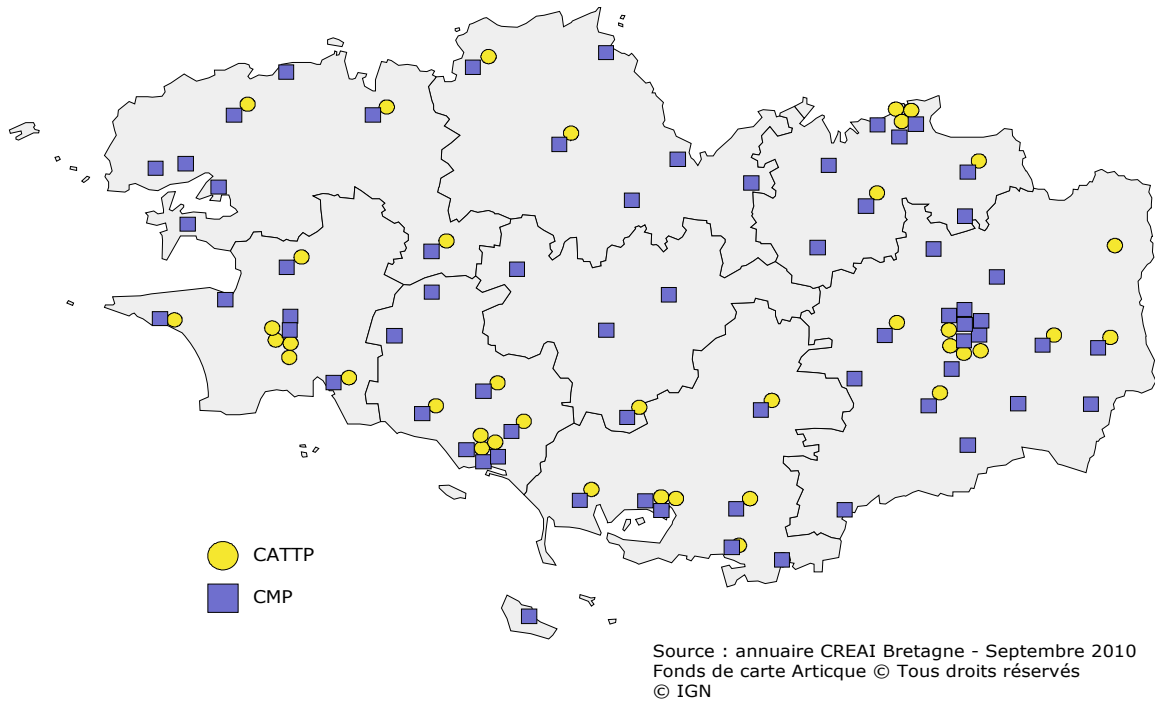 CATTP
CMP
Source : annuaire CREAI Bretagne - Septembre 2010
Fonds de carte Articque © Tous droits réservés
© IGN